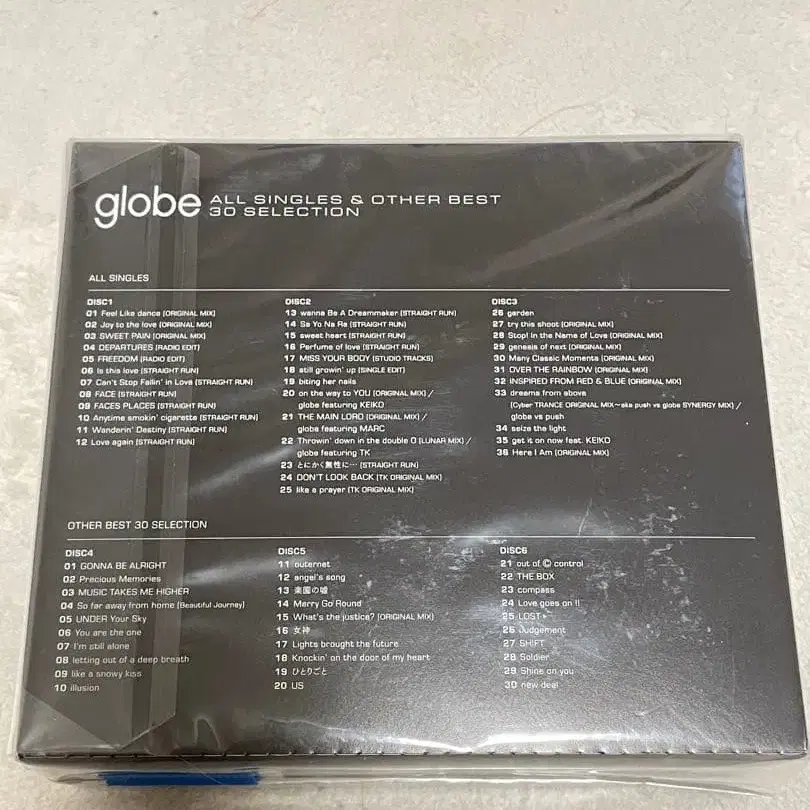 globe ALL SINGLES & OTHER BEST
30 SELECTION
ALL SINGLES
DISC1
01 Feel Like dance (ORIGINAL MIX)
02 Joy to the love (ORIGINAL MIX)
03 SWEET PAIN (ORIGINAL MIX)
04 DEPARTURES (RADIO EDIT)
05 FREEDOM (RADIO EDIT)
06 Is this love (STRAIGHT RUN)
07 Can't Stop Fallin' in Love (STRAIGHT RUN)
08 FACE (STRAIGHT RUN)
09 FACES PLACES (STRAIGHT RUN)
10 Anytime smokin' cigarette (STRAIGHT RUN)
11 Wanderin' Destiny (STRAIGHT RUN)
12 Love again (STRAIGHT RUN)
DISC2
13 wanna Be A Dreammaker (STRAIGHT RUN)
14 Sa Yo Na Ra (STRAIGHT RUN)
15 sweet heart (STRAIGHT RUN)
16 Perfume of love (STRAIGHT RUN)
17 MISS YOUR BODY (STUDIO TRACKS)
18 still growin' up (SINGLE EDIT)
19 biting her nails
20 on the way to YOU (ORIGINAL MIX) /
globe featuring KEIKO
21 THE MAIN LORD (ORIGINAL MIX) /
globe featuring MARC
22 Throwin' down in the double 0 (LUNAR MIX) /
globe featuring TK
23 とにかく無性に… (STRAIGHT RUN)
24 DON'T LOOK BACK (TK ORIGINAL MIX)
25 like a prayer (TK ORIGINAL MIX)
DISC3
26 garden
27 try this shoot (ORIGINAL MIX)
28 Stop! In the Name of Love (ORIGINAL MIX)
29 genesis of next (ORIGINAL MIX)
30 Many Classic Moments (ORIGINAL MIX)
31 OVER THE RAINBOW (ORIGINAL MIX)
32 INSPIRED FROM RED & BLUE (ORIGINAL MIX)
33 dreams from above
(Cyber TRANCE ORIGINAL MIX~aka push vs globe SYNERGY MIX) /
globe vs push
34 seize the light
35 get it on now feat. KEIKO
36 Here I Am (ORIGINAL MIX)
OTHER BEST 30 SELECTION
DISC4
01 GONNA BE ALRIGHT
02 Precious Memories
03 MUSIC TAKES ME HIGHER
04 So far away from home (Beautiful Journey)
05 UNDER Your Sky
06 You are the one
07 I'm still alone
08 letting out of a deep breath
09 like a snowy kiss
10 illusion
DISC5
11 outernet
12 angel's song
13 楽園の嘘
14 Merry Go Round
15 What's the justice? (ORIGINAL MIX)
16 女神
17 Lights brought the future
18 Knockin' on the door of my heart
19 ひとりごと
20 US
DISC6
21 out of © control
22 THE BOX
23 compass
24 Love goes on !!
25 LOST
26 Judgement
27 SHIFT
28 Soldier
29 Shine on you
30 new deal